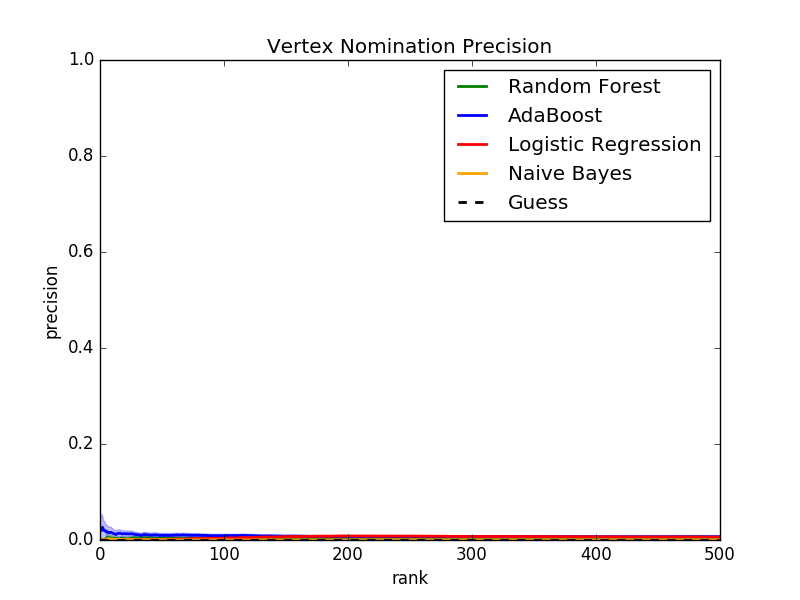 Vertex Nomination Precision
1.0
0.8
0.6
0.4
0.2
0.0
precision
Random Forest
AdaBoost
Logistic Regression
Naive Bayes
Guess
0 100 200 300 400 500
rank